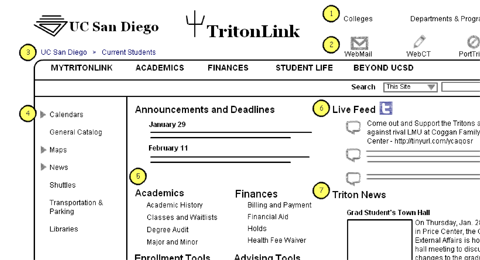 1
UC San Diego
TritonLink
Colleges
Departments & Progra
2
3
UC San Diego > Current Students
WebMail
WebCT
PortTri
MYTRITONLINK ACADEMICS FINANCES STUDENT LIFE BEYOND UCSD
Search
This Site
4
Calendars
General Catalog
Maps
News
Shuttles
Transportation &
Parking
Libraries
Announcements and Deadlines
January 29
February 11
5
Academics
Academic History
Classes and Waitlists
Degree Audit
Major and Minor
Enrollment Tools
Finances
Billing and Payment
Financial Aid
Holds
Health Fee Waiver
Advising Tools
6
Live Feed
t
Come out and Support the Tritons a
against rival LMU at Coggan Family
Center - http://tinyurl.com/ycaqosr
7
Triton News
Grad Student's Town Hall
On Thursday, Jan. 28
in Price Center, the G
External Affairs is ho
hall meeting to discu
changes to the gradu